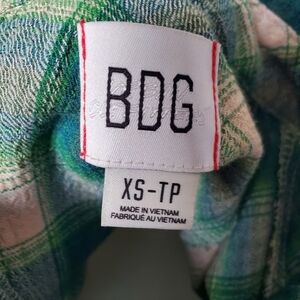 BDG
XS-TP
MADE IN VIETNAM
FABRIQUÉ AU VIETNAM